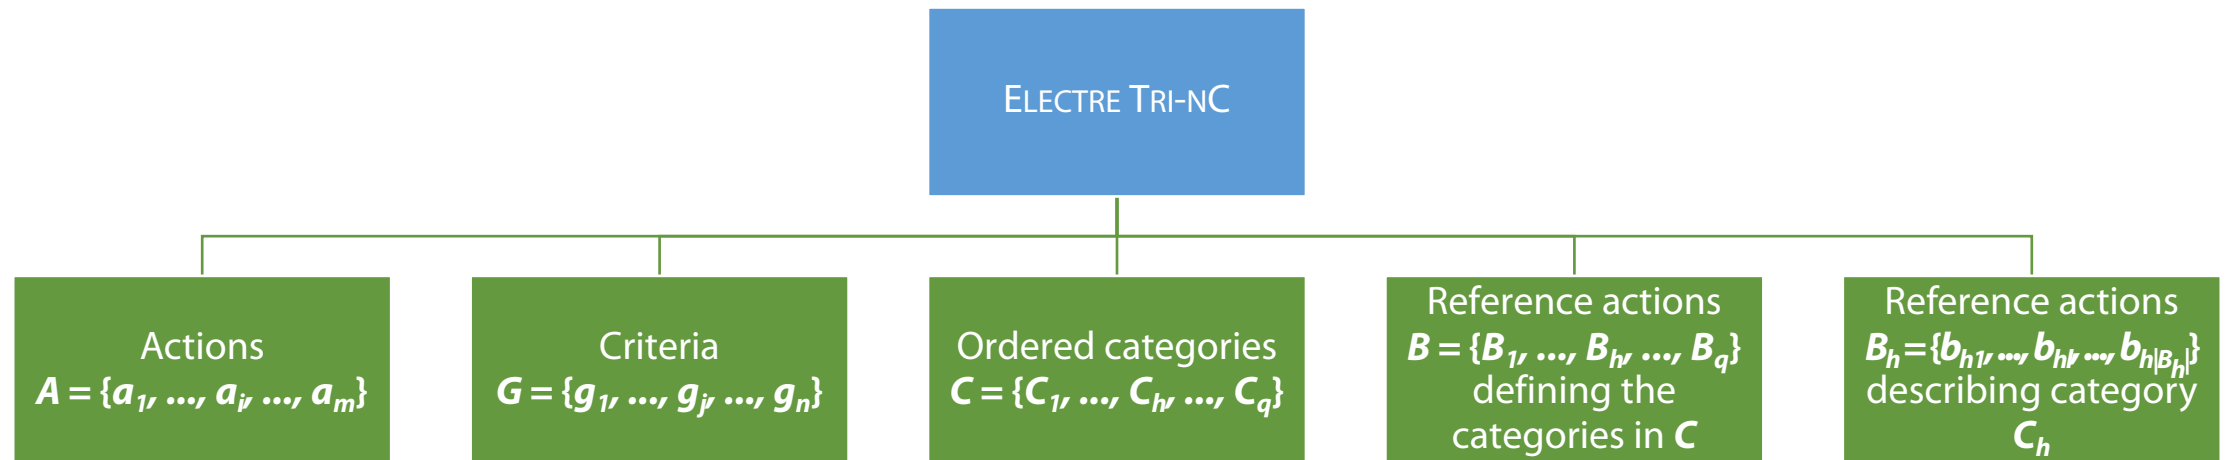 ELECTRE TRI-NC
Actions
A = {a1, ..., ai, ..., am}
Criteria
G = {g1, ..., gj, ..., gn}
Ordered categories
C = {C1, ..., Ch, ..., Cq}
Reference actions
B = {B1, ..., Bh, ..., Bq}
defining the
categories in C
Reference actions
Bh = {bh1, ..., bhl, ..., bh|Bh|}
describing category
Ch